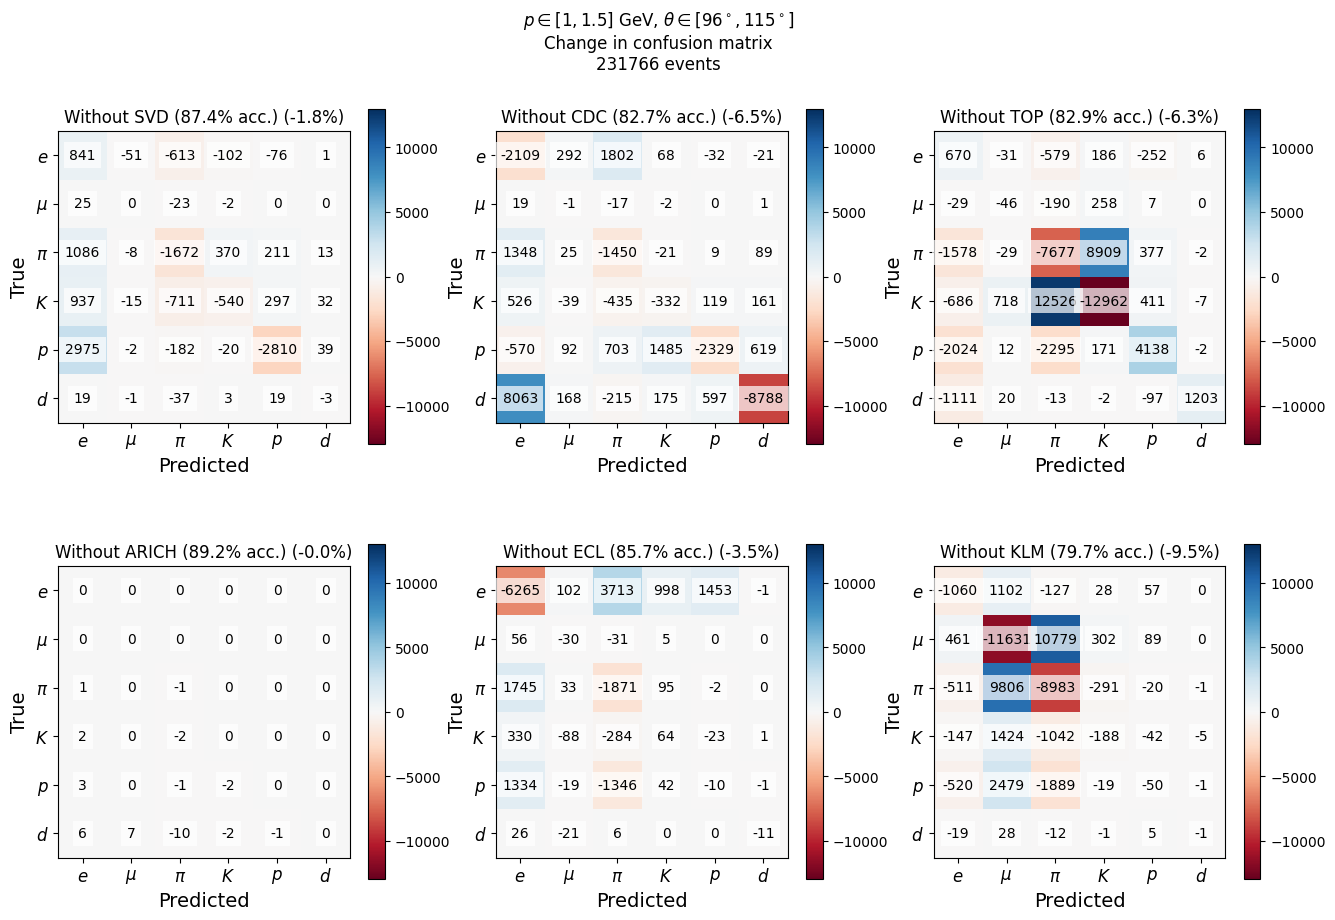 p ∈ [1, 1.5] GeV, θ ∈ [96°, 115°]
Change in confusion matrix
231766 events
Without SVD (87.4% acc.) (-1.8%)
e 841 -51 -613 -102 -76 1
μ 25 0 -23 -2 0 0
π 1086 -8 -1672 370 211 13
K 937 -15 -711 -540 297 32
p 2975 -2 -182 -20 -2810 39
d 19 -1 -37 3 19 -3
e μ π K p d
True
Predicted
10000
5000
0
−5000
−10000
Without CDC (82.7% acc.) (-6.5%)
e -2109 292 1802 68 -32 -21
μ 19 -1 -17 -2 0 1
π 1348 25 -1450 -21 9 89
K 526 -39 -435 -332 119 161
p -570 92 703 1485 -2329 619
d 8063 168 -215 175 597 -8788
e μ π K p d
True
Predicted
10000
5000
0
−5000
−10000
Without TOP (82.9% acc.) (-6.3%)
e 670 -31 -579 186 -252 6
μ -29 -46 -190 258 7 0
π -1578 -29 -7677 8909 377 -2
K -686 718 12526 -12962 411 -7
p -2024 12 -2295 171 4138 -2
d -1111 20 -13 -2 -97 1203
e μ π K p d
True
Predicted
10000
5000
0
−5000
−10000
Without ARICH (89.2% acc.) (-0.0%)
e 0 0 0 0 0 0
μ 0 0 0 0 0 0
π 1 0 -1 0 0 0
K 2 0 -2 0 0 0
p 3 0 -1 -2 0 0
d 6 7 -10 -2 -1 0
e μ π K p d
True
Predicted
10000
5000
0
−5000
−10000
Without ECL (85.7% acc.) (-3.5%)
e -6265 102 3713 998 1453 -1
μ 56 -30 -31 5 0 0
π 1745 33 -1871 95 -2 0
K 330 -88 -284 64 -23 1
p 1334 -19 -1346 42 -10 -1
d 26 -21 6 0 0 -11
e μ π K p d
True
Predicted
10000
5000
0
−5000
−10000
Without KLM (79.7% acc.) (-9.5%)
e -1060 1102 -127 28 57 0
μ 461 -11631 10779 302 89 0
π -511 9806 -8983 -291 -20 -1
K -147 1424 -1042 -188 -42 -5
p -520 2479 -1889 -19 -50 -1
d -19 28 -12 -1 5 -1
e μ π K p d
True
Predicted
10000
5000
0
−5000
−10000